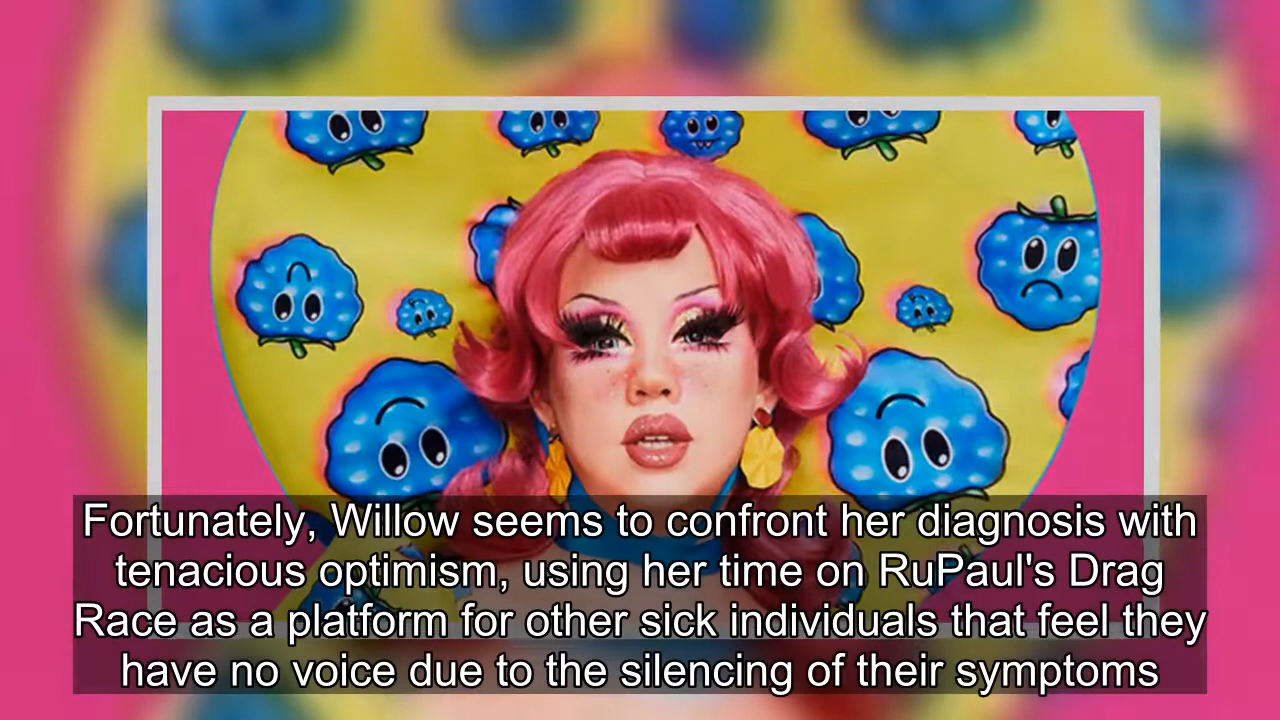 Fortunately, Willow seems to confront her diagnosis with
tenacious optimism, using her time on RuPaul's Drag
Race as a platform for other sick individuals that feel they
have no voice due to the silencing of their symptoms